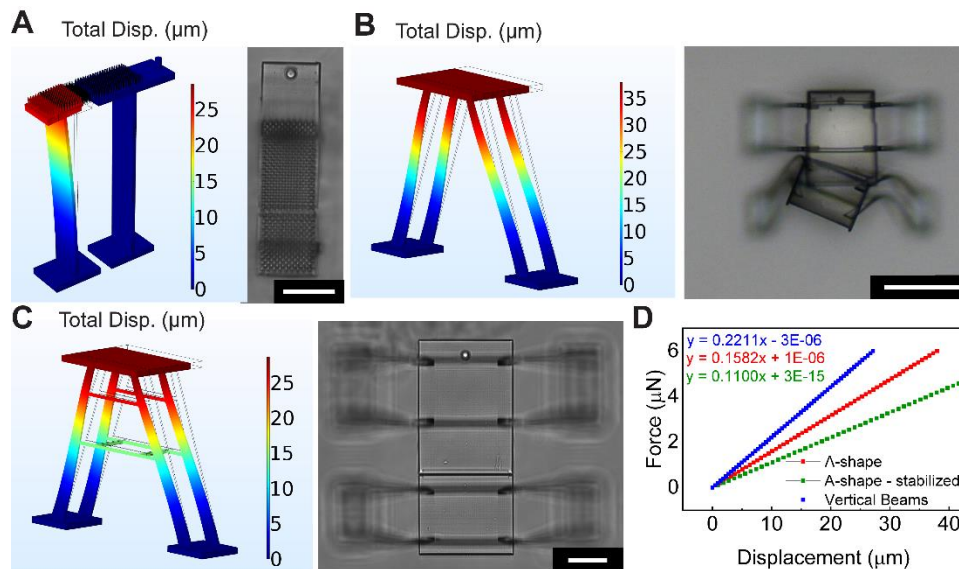 A Total Disp. (µm)
25
20
15
10
5
0
B Total Disp. (µm)
35
30
25
20
15
10
5
0
C Total Disp. (µm)
25
20
15
10
5
0
D
y = 0.2211x - 3E-06
y = 0.1582x + 1E-06
y = 0.1100x + 3E-15
Force (µN)
6
4
2
0
Λ-shape
A-shape - stabilized
Vertical Beams
0 10 20 30 40
Displacement (µm)